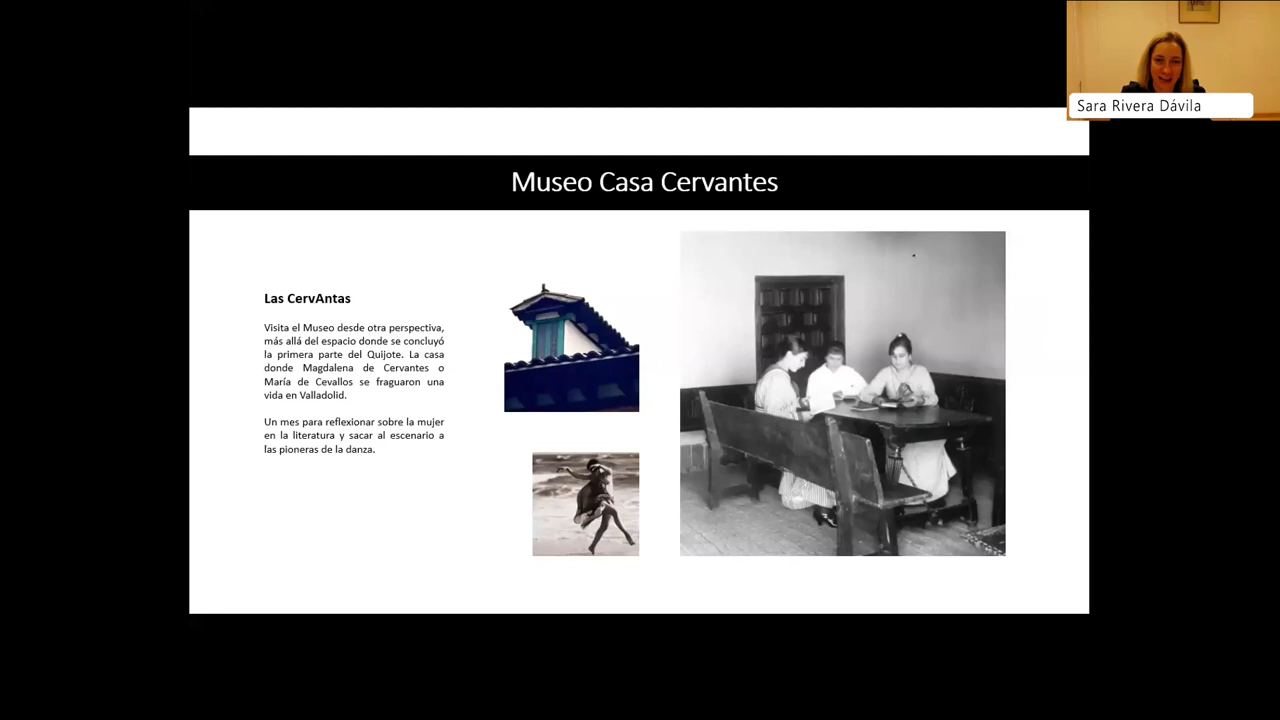 Sara Rivera Dávila
Museo Casa Cervantes
Las CervAntas
Visita el Museo desde otra perspectiva,
más allá del espacio donde se concluyó
la primera parte del Quijote. La casa
donde Magdalena de Cervantes o
María de Cevallos se fraguaron una
vida en Valladolid.
Un mes para reflexionar sobre la mujer
en la literatura y sacar al escenario a
las pioneras de la danza.